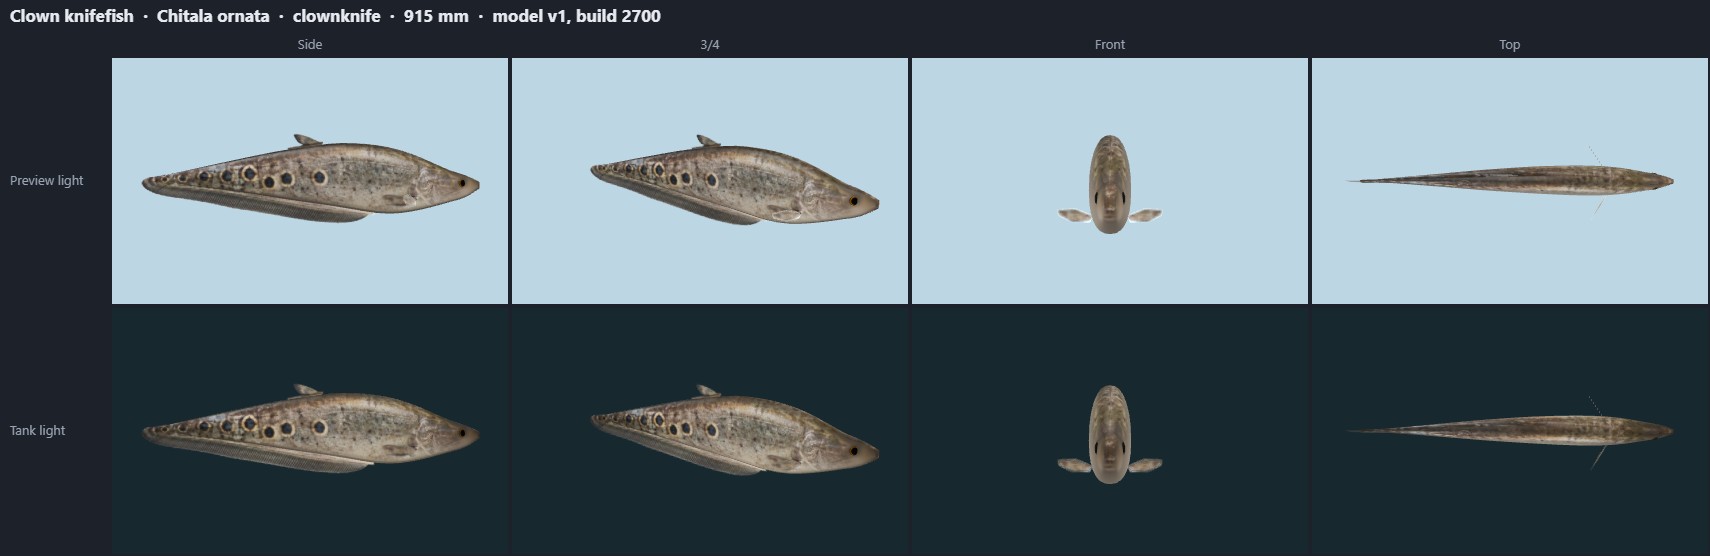 Clown knifefish · Chitala ornata · clownknife · 915 mm · model v1, build 2700
Side 3/4 Front Top
Preview light
Tank light